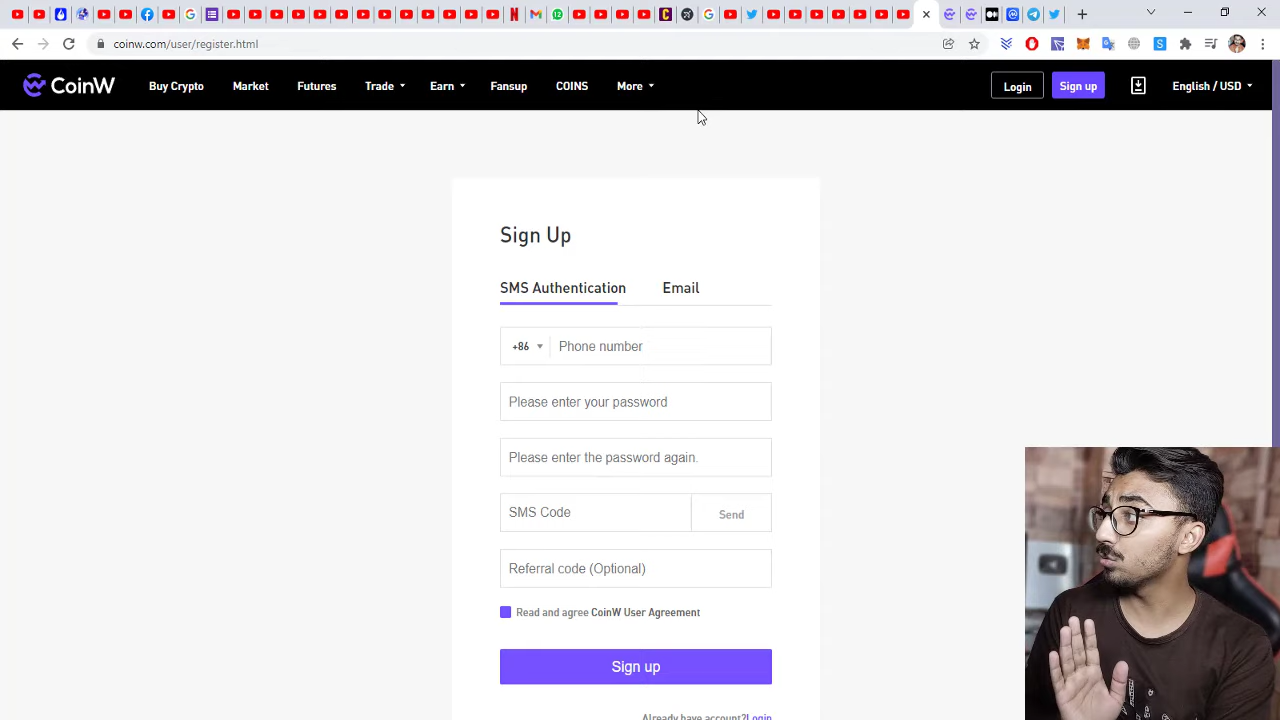 coinw.com/user/register.html
CoinW
Buy Crypto
Market
Futures
Trade
Earn
Fansup
COINS
More
Login
Sign up
English / USD
Sign Up
SMS Authentication
Email
+86
Phone number
Please enter your password
Please enter the password again.
SMS Code
Send
Referral code (Optional)
Read and agree CoinW User Agreement
Sign up
Already have account?Login